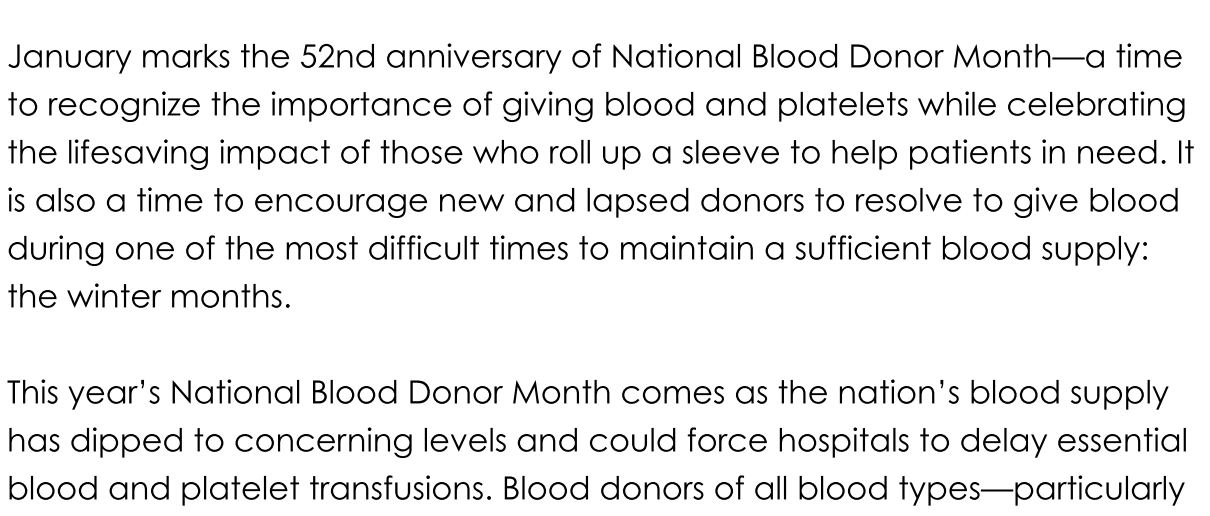 January marks the 52nd anniversary of National Blood Donor Month—a time
to recognize the importance of giving blood and platelets while celebrating
the lifesaving impact of those who roll up a sleeve to help patients in need. It
is also a time to encourage new and lapsed donors to resolve to give blood
during one of the most difficult times to maintain a sufficient blood supply:
the winter months.
This year’s National Blood Donor Month comes as the nation’s blood supply
has dipped to concerning levels and could force hospitals to delay essential
blood and platelet transfusions. Blood donors of all blood types—particularly